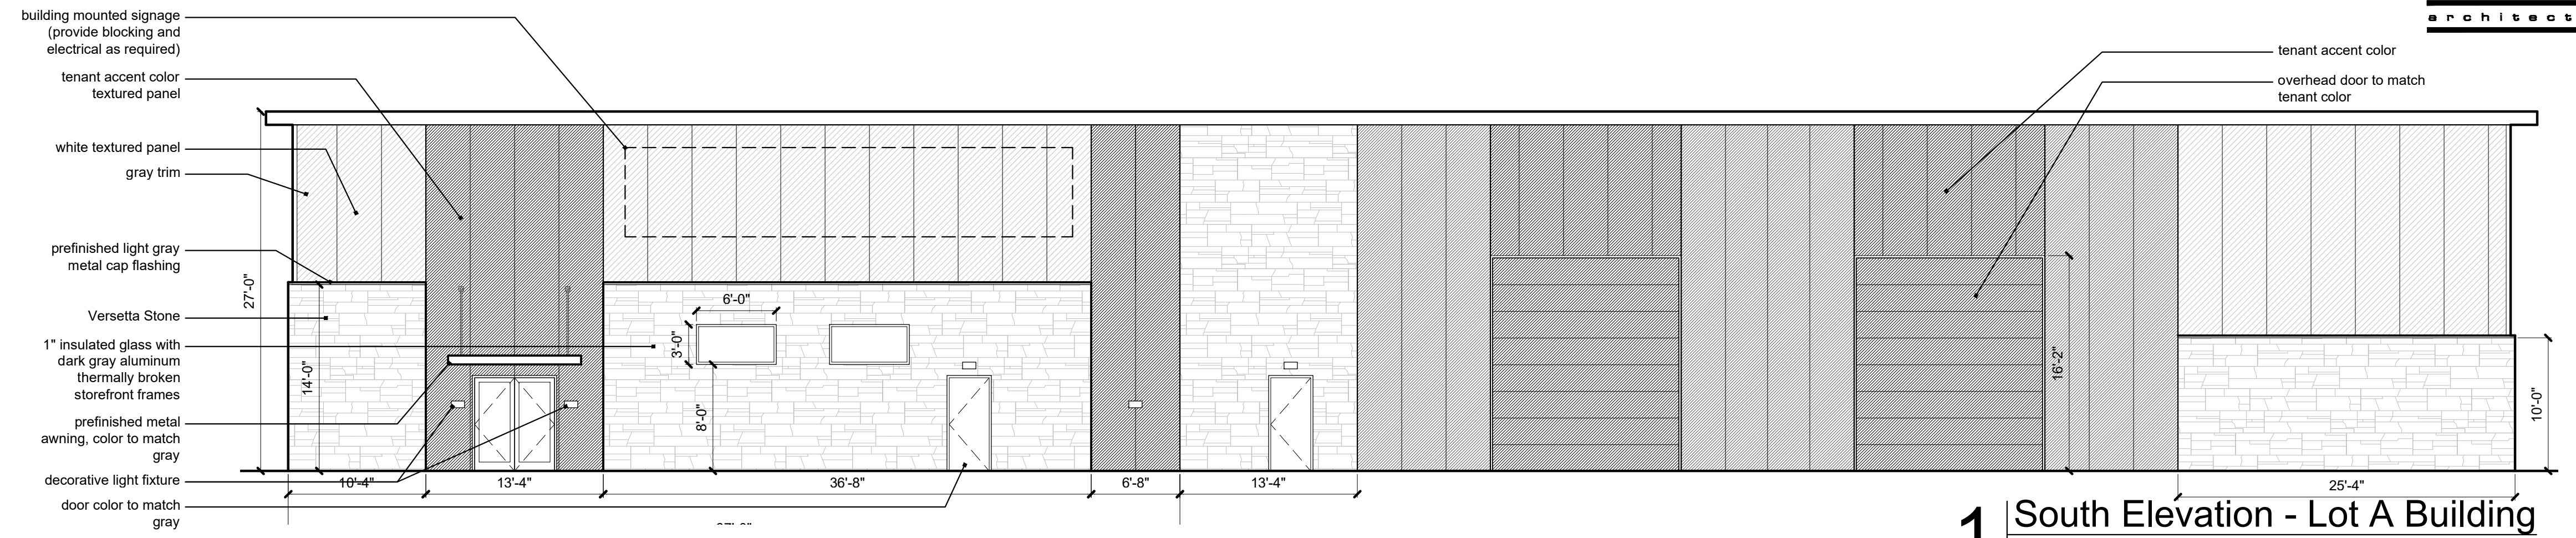 building mounted signage
(provide blocking and
electrical as required)
tenant accent color
textured panel
white textured panel
gray trim
prefinished light gray
metal cap flashing
Versetta Stone
1" insulated glass with
dark gray aluminum
thermally broken
storefront frames
prefinished metal
awning, color to match
gray
decorative light fixture
door color to match
gray
architect
tenant accent color
overhead door to match
tenant color
27'-0"
14'-0"
6'-0"
3'-0"
8'-0"
16'-2"
10'-0"
10'-4"
13'-4"
36'-8"
6'-8"
13'-4"
25'-4"
1
South Elevation - Lot A Building